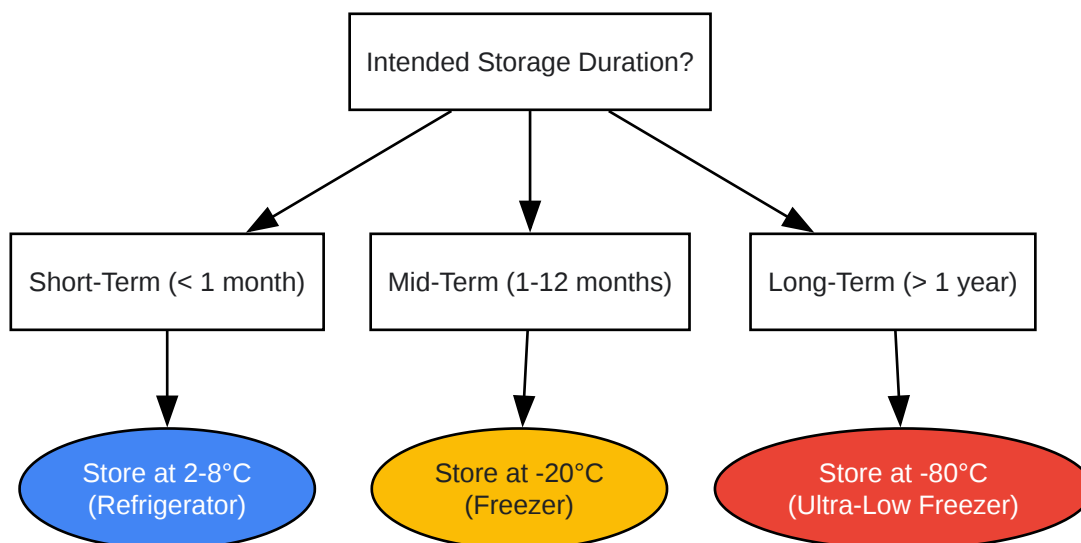 Intended Storage Duration?
Short-Term (< 1 month)
Mid-Term (1-12 months)
Long-Term (> 1 year)
Store at 2-8°C
(Refrigerator)
Store at -20°C
(Freezer)
Store at -80°C
(Ultra-Low Freezer)